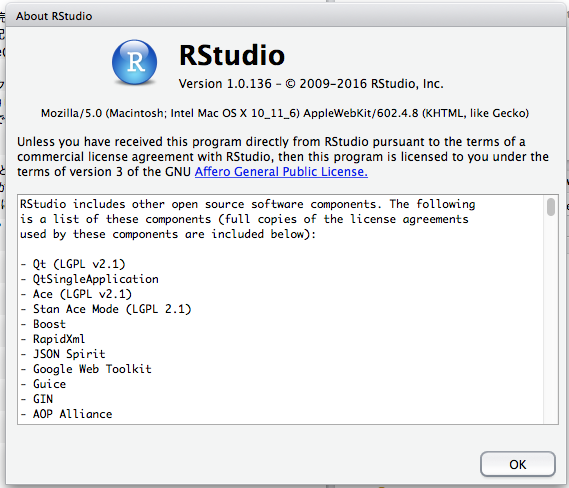 About RStudio
R
RStudio
Version 1.0.136 - © 2009-2016 RStudio, Inc.
Mozilla/5.0 (Macintosh; Intel Mac OS X 10_11_6) AppleWebKit/602.4.8 (KHTML, like Gecko)
Unless you have received this program directly from RStudio pursuant to the terms of a
commercial license agreement with RStudio, then this program is licensed to you under the
terms of version 3 of the GNU Affero General Public License.
RStudio includes other open source software components. The following
is a list of these components (full copies of the license agreements
used by these components are included below):
- Qt (LGPL v2.1)
- QtSingleApplication
- Ace (LGPL v2.1)
- Stan Ace Mode (LGPL 2.1)
- Boost
- RapidXml
- JSON Spirit
- Google Web Toolkit
- Guice
- GIN
- AOP Alliance
OK